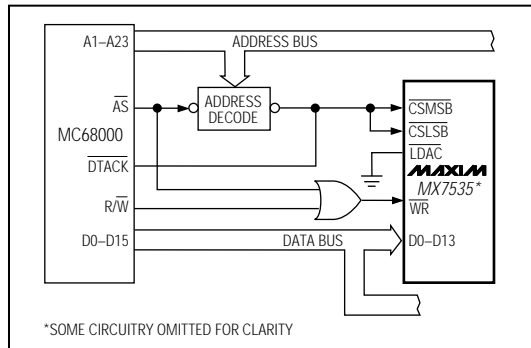 A1–A23
ADDRESS BUS
AS
ADDRESS
DECODE
CSMSB
CSLSB
MC68000
LDAC
DTACK
MAXIM
MX7535*
R/W
WR
D0–D15
DATA BUS
D0–D13
*SOME CIRCUITRY OMITTED FOR CLARITY